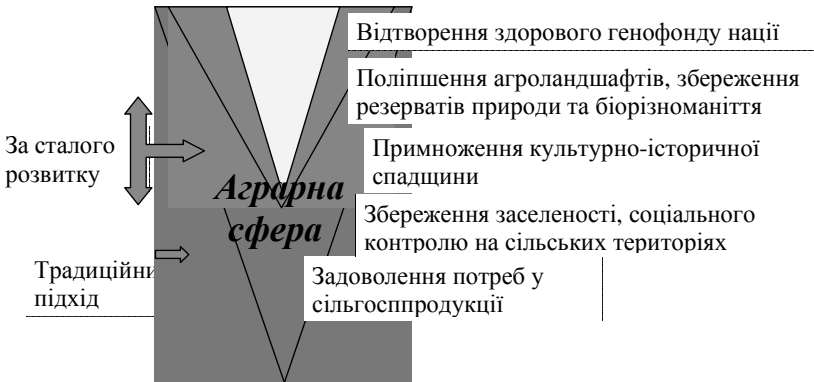 Відтворення здорового генофонду нації
Поліпшення агроландшафтів, збереження
резерватів природи та біорізноманіття
За сталого
розвитку
Примноження культурно-історичної
спадщини
Аграрна
сфера
Збереження заселеності, соціального
контролю на сільських територіях
Традиційни
підхід
Задоволення потреб у
сільгосппродукції